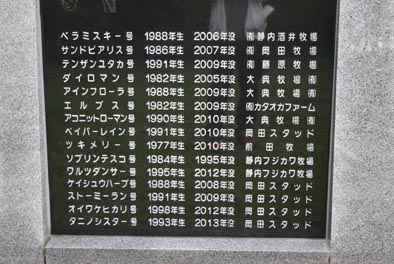 ベラミスキー号 1988年生 2006年没 ㈲静内酒井牧場
サンドピアリス号 1986年生 2007年没 ㈲岡田牧場
テンザンユタカ号 1991年生 2009年没 ㈲藤原牧場
ダイロマン号 1982年生 2005年没 大典牧場㈲
アインフローラ号 1988年生 2009年没 大典牧場㈲
エルプス号 1982年生 2009年没 ㈲カタオカファーム
アコニットローマン号 1990年生 2010年没 大典牧場㈲
ペイパーレイン号 1991年生 2010年没 岡田スタッド
ツキメリー号 1977年生 2010年没 前田牧場
ソプリンテスコ号 1984年生 1995年没 静内フジカワ牧場
ワルツダンサー号 1995年生 2012年没 静内フジカワ牧場
ケイシュウハーブ号 1988年生 2008年没 岡田スタッド
ストーミーラン号 1991年生 2009年没 岡田スタッド
オイワケヒカリ号 1998年生 2012年没 岡田スタッド
タニノシスター号 1993年生 2013年没 岡田スタッド